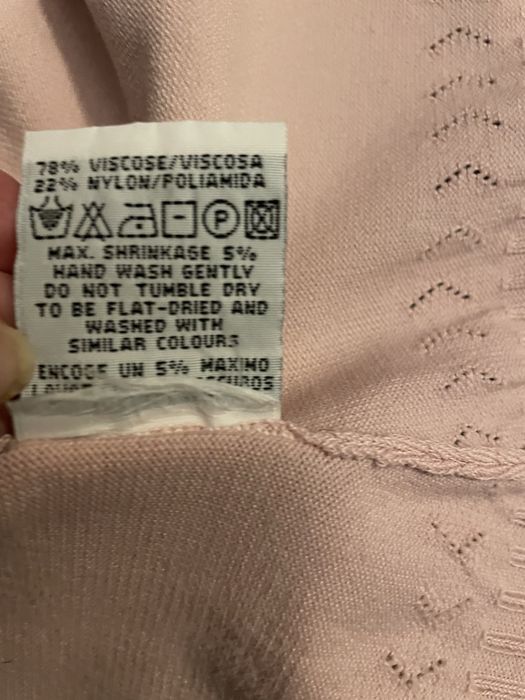 78% VISCOSE/VISCOSA
22% NYLON/POLIAMIDA
P
MAX. SHRINKAGE 5%
HAND WASH GENTLY
DO NOT TUMBLE DRY
TO BE FLAT-DRIED AND
WASHED WITH
SIMILAR COLOURS
ENCOGE UN 5% MAXIMO